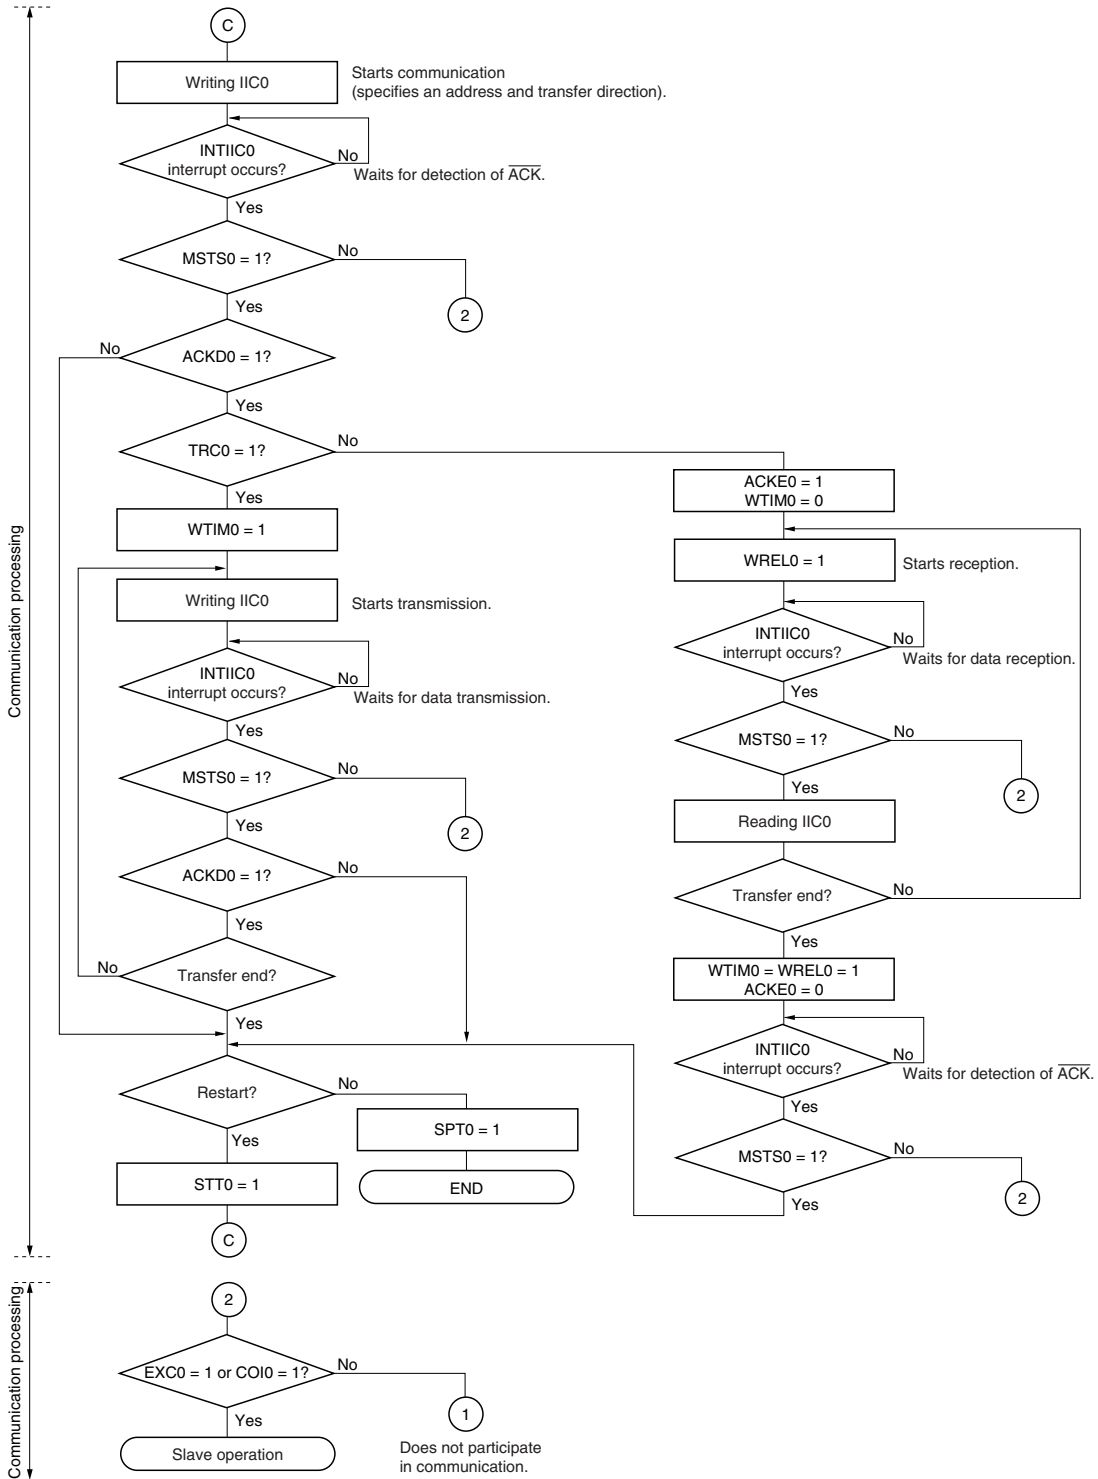 C
Writing IIC0
Starts communication
(specifies an address and transfer direction).
INTIIC0
interrupt occurs?
No
Waits for detection of ACK.
Yes
MSTS0 = 1?
No
2
Yes
ACKD0 = 1?
No
Yes
TRC0 = 1?
No
Yes
WTIM0 = 1
Writing IIC0
Starts transmission.
INTIIC0
interrupt occurs?
No
Waits for data transmission.
Yes
MSTS0 = 1?
No
2
Yes
ACKD0 = 1?
No
Yes
Transfer end?
No
Yes
Restart?
No
SPT0 = 1
END
Yes
STT0 = 1
C
ACKE0 = 1
WTIM0 = 0
WREL0 = 1
Starts reception.
INTIIC0
interrupt occurs?
No
Waits for data reception.
Yes
MSTS0 = 1?
No
2
Yes
Reading IIC0
Transfer end?
No
Yes
WTIM0 = WREL0 = 1
ACKE0 = 0
INTIIC0
interrupt occurs?
No
Waits for detection of ACK.
Yes
MSTS0 = 1?
No
2
Yes
Communication processing
2
EXC0 = 1 or COI0 = 1?
No
1
Does not participate
in communication.
Yes
Slave operation
Communication processing